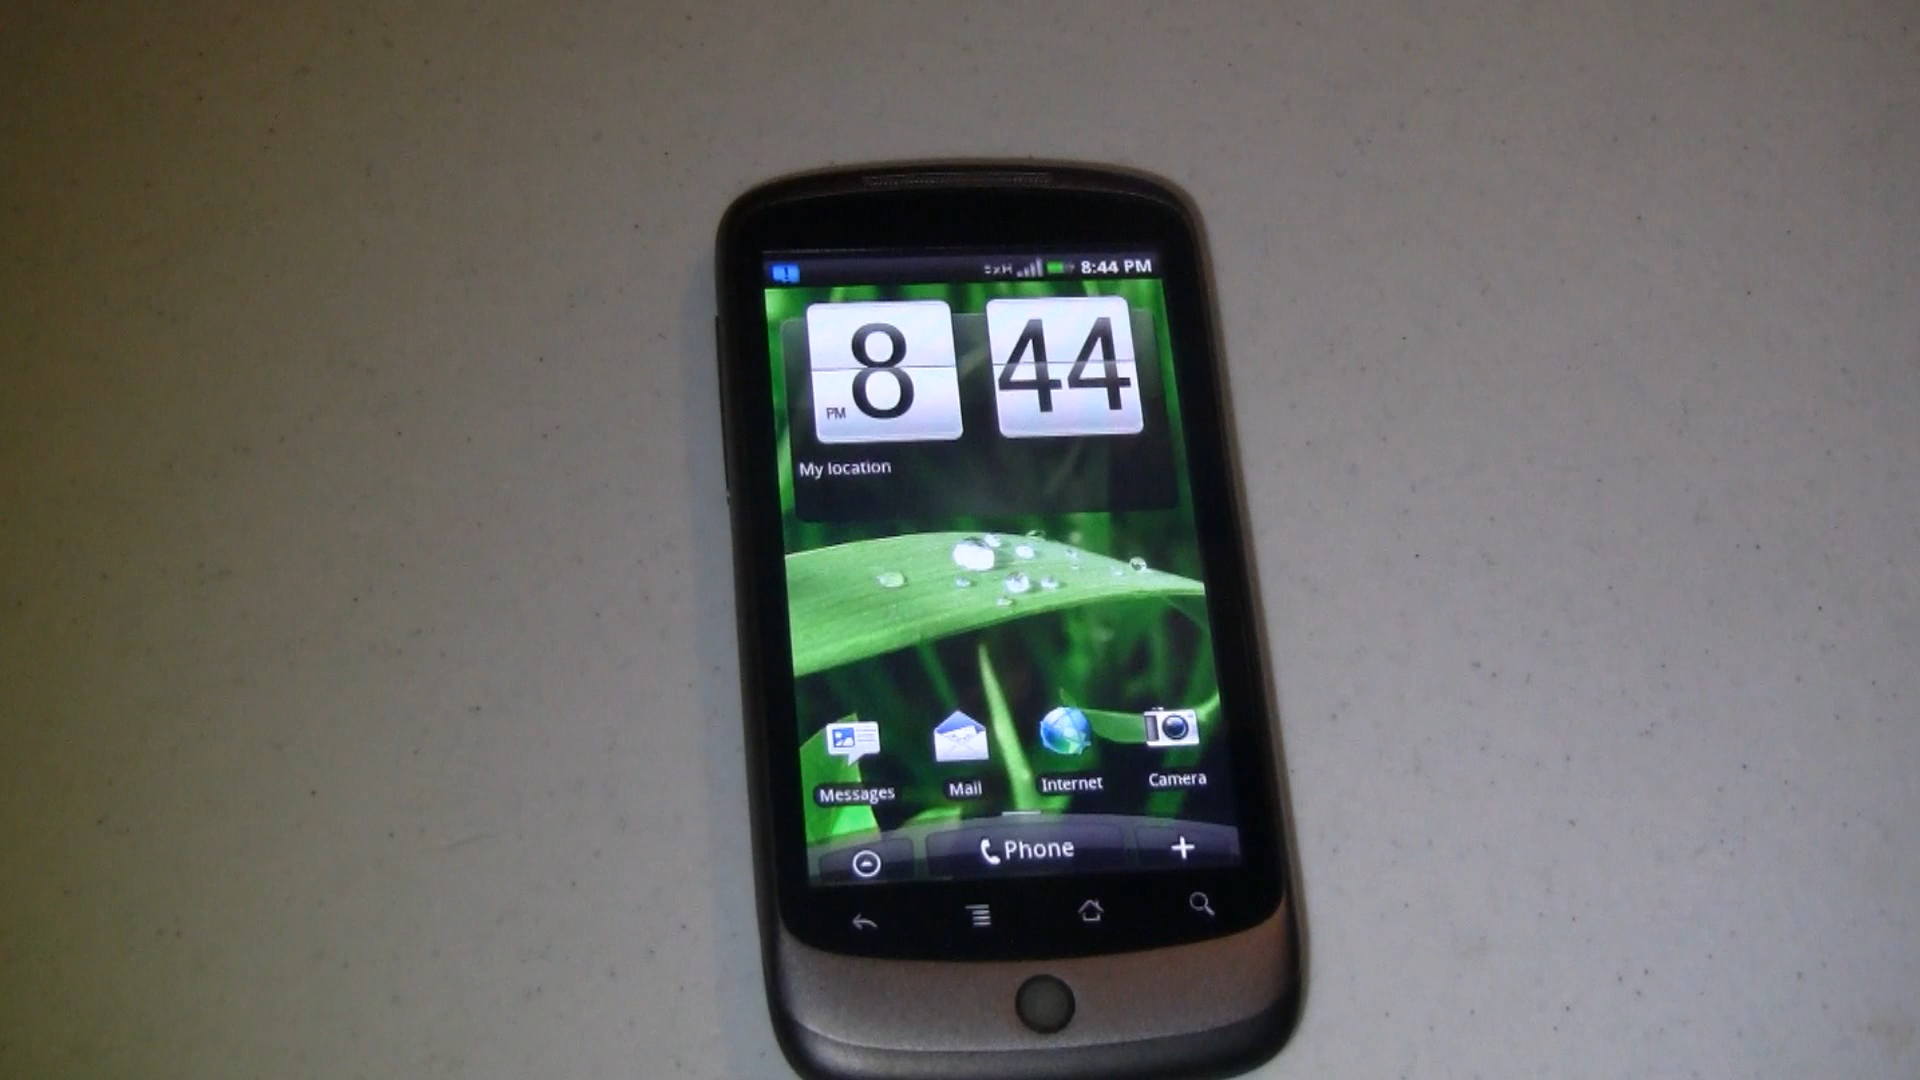 8:44 PM
8 44
PM
My location
Messages Mail Internet Camera
Phone